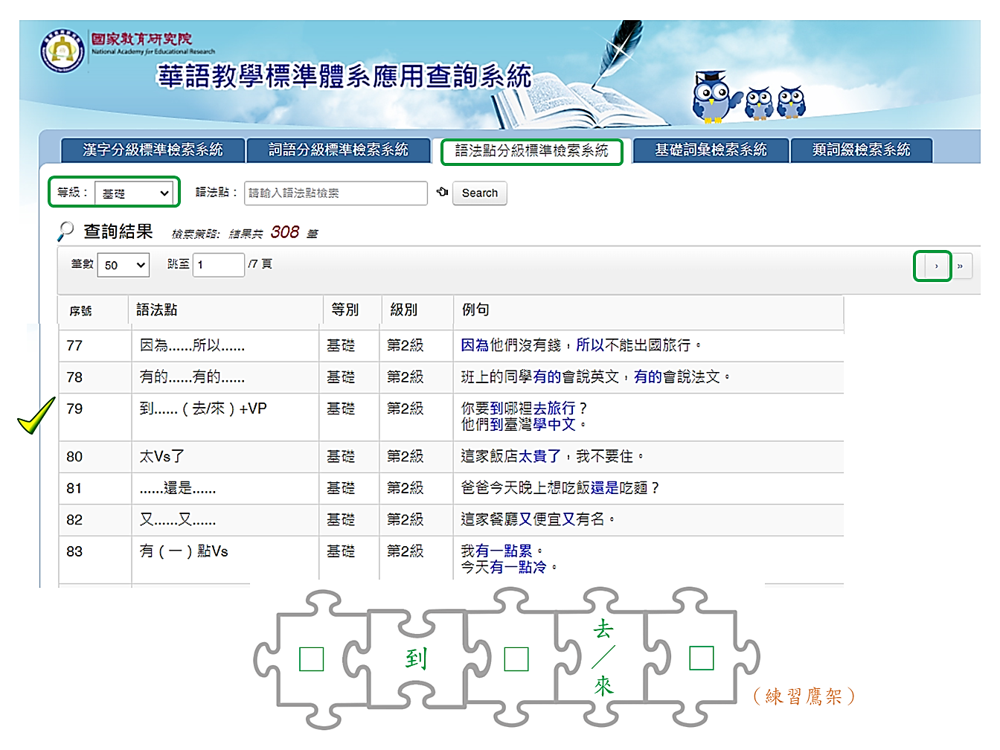 國家教育研究院
National Academy for Educational Research
華語教學標準體系應用查詢系統
漢字分級標準檢索系統 詞語分級標準檢索系統 語法點分級標準檢索系統 基礎詞彙檢索系統 類詞綴檢索系統
等級： 基礎 語法點： 請輸入語法點檢索 Search
查詢結果 檢索策略: 結果共 308 筆
筆數 50 跳至 1 /7 頁 › »
序號 語法點 等別 級別 例句
77 因為......所以...... 基礎 第2級 因為他們沒有錢，所以不能出國旅行。
78 有的......有的...... 基礎 第2級 班上的同學有的會說英文，有的會說法文。
79 到......（去/來）+VP 基礎 第2級 你要到哪裡去旅行？
他們到臺灣學中文。
80 太Vs了 基礎 第2級 這家飯店太貴了，我不要住。
81 ......還是...... 基礎 第2級 爸爸今天晚上想吃飯還是吃麵？
82 又......又...... 基礎 第2級 這家餐廳又便宜又有名。
83 有（一）點Vs 基礎 第2級 我有一點累。
今天有一點冷。
□ 到 □ 去／來 □
（練習鷹架）